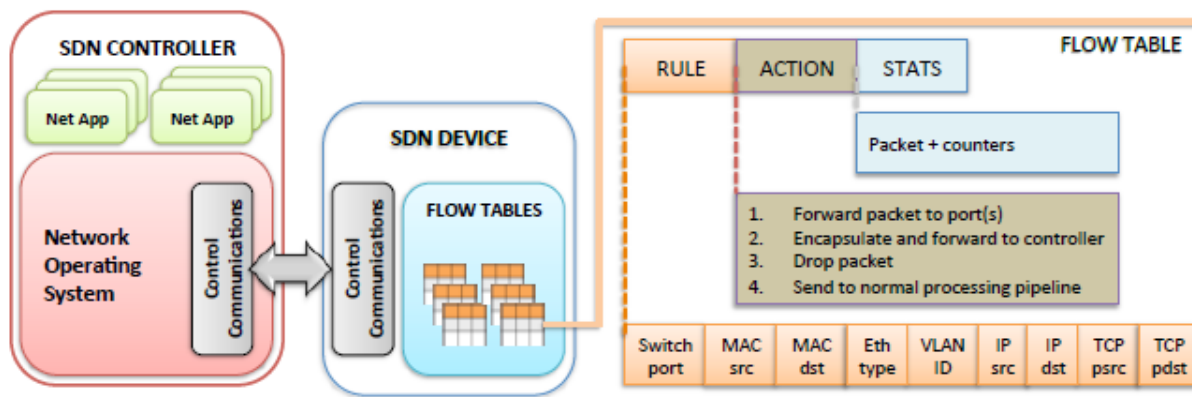 SDN CONTROLLER
Net App
Net App
Network
Operating
System
Control
Communications
SDN DEVICE
Control
Communications
FLOW TABLES
FLOW TABLE
RULE
ACTION
STATS
Packet + counters
1. Forward packet to port(s)
2. Encapsulate and forward to controller
3. Drop packet
4. Send to normal processing pipeline
Switch
port
MAC
src
MAC
dst
Eth
type
VLAN
ID
IP
src
IP
dst
TCP
psrc
TCP
pdst